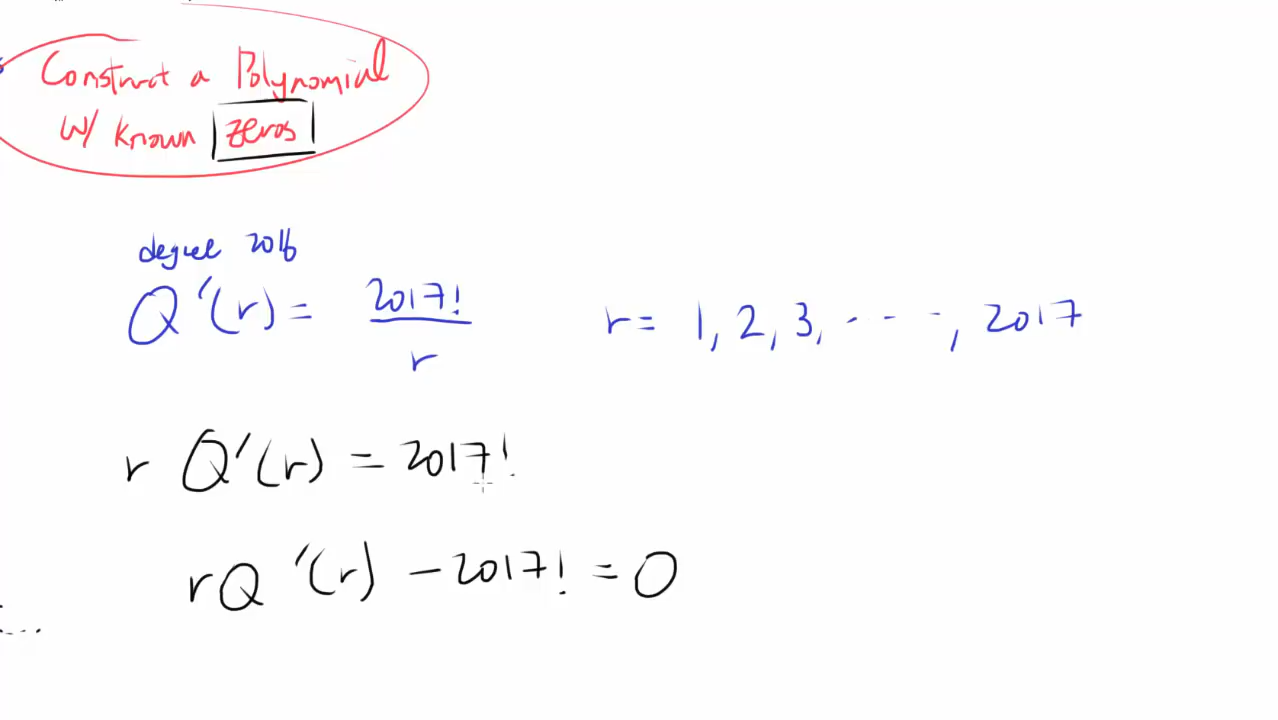 Construct a Polynomial
w/ known zeros
degree 2016
Q'(r) = 2017!/r r = 1, 2, 3, ....., 2017
r Q'(r) = 2017!
rQ'(r) - 2017! = 0
....